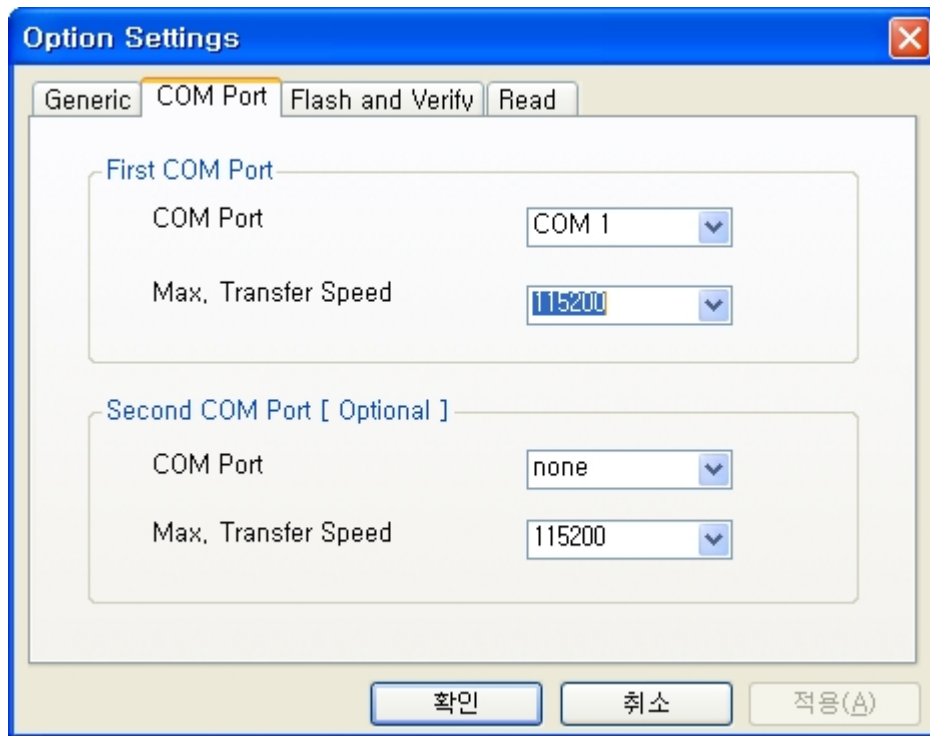 Option Settings
Generic COM Port Flash and Verify Read
First COM Port
COM Port COM 1
Max, Transfer Speed 115200
Second COM Port [ Optional ]
COM Port none
Max, Transfer Speed 115200
확인 취소 적용(A)